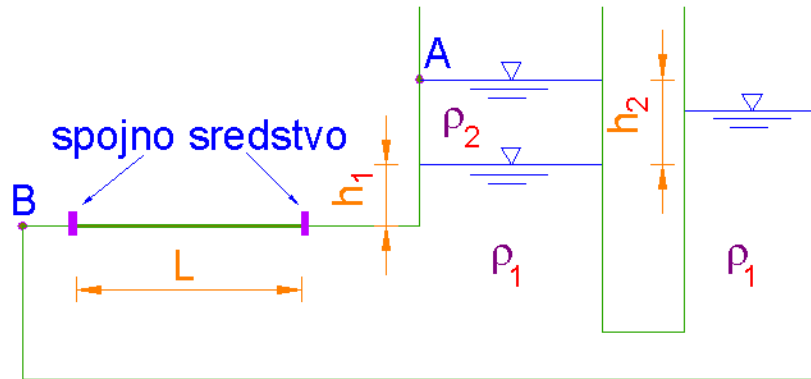 A
ρ2
h2
spojno sredstvo
h1
B
ρ1
ρ1
L